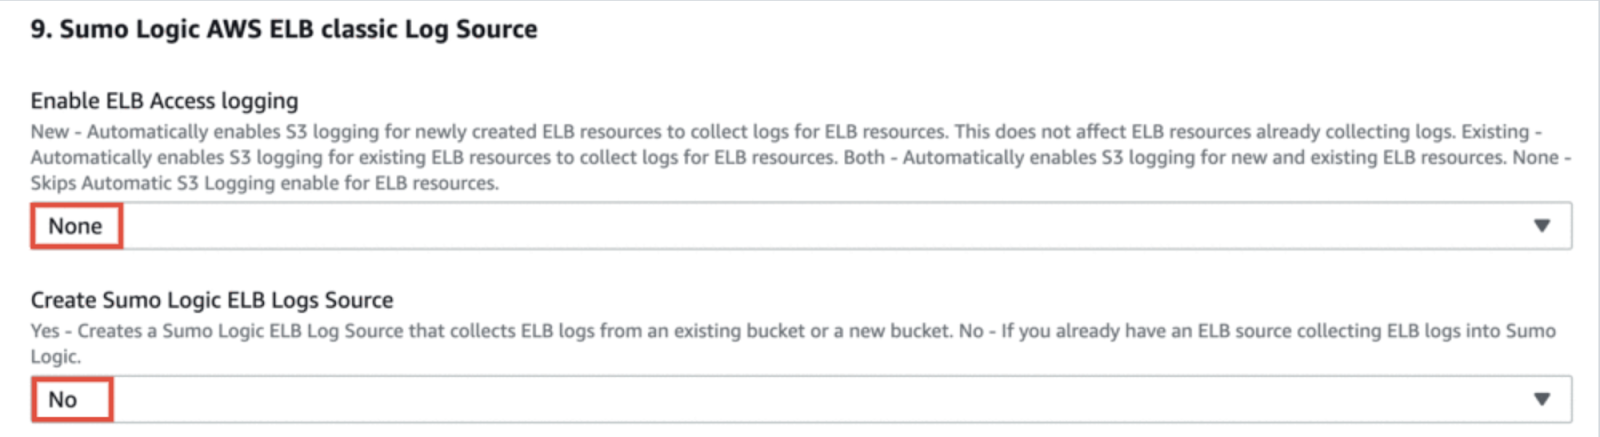 9. Sumo Logic AWS ELB classic Log Source
Enable ELB Access logging
New - Automatically enables S3 logging for newly created ELB resources to collect logs for ELB resources. This does not affect ELB resources already collecting logs. Existing -
Automatically enables S3 logging for existing ELB resources to collect logs for ELB resources. Both - Automatically enables S3 logging for new and existing ELB resources. None -
Skips Automatic S3 Logging enable for ELB resources.
None
Create Sumo Logic ELB Logs Source
Yes - Creates a Sumo Logic ELB Log Source that collects ELB logs from an existing bucket or a new bucket. No - If you already have an ELB source collecting ELB logs into Sumo
Logic.
No